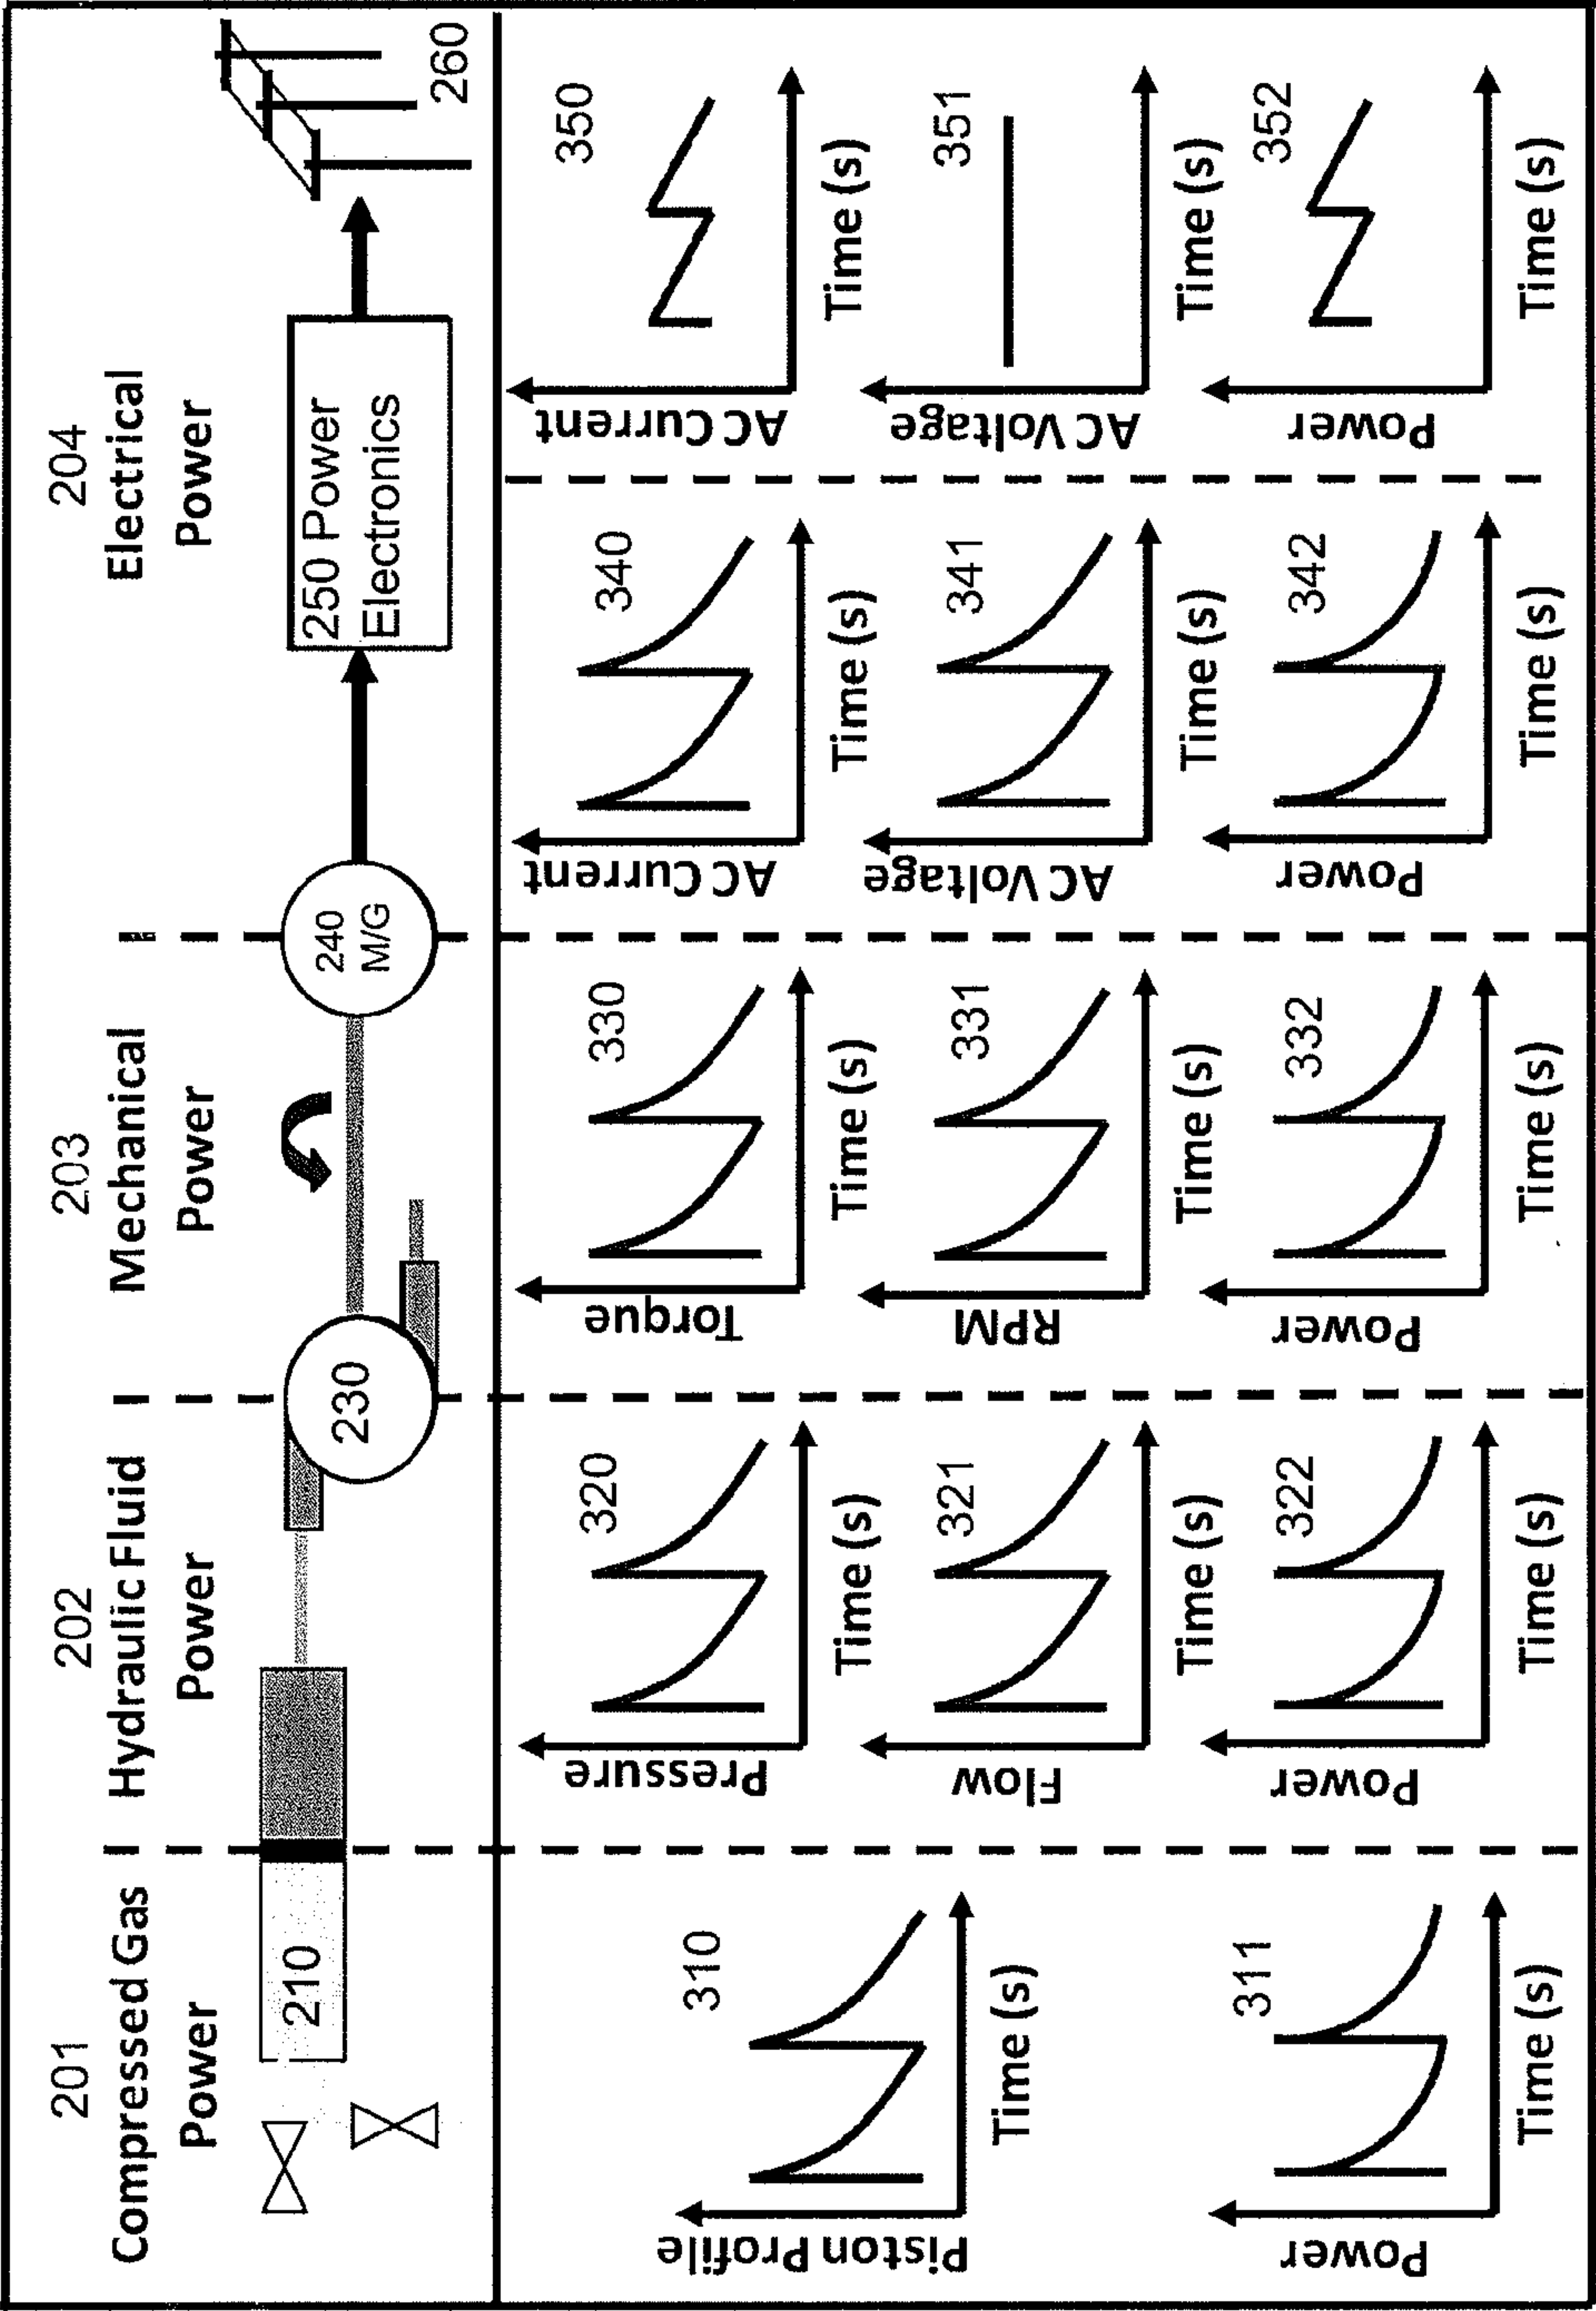 201
Compressed Gas
Power
202
Hydraulic Fluid
Power
203
Mechanical
Power
204
Electrical
Power
210
230
240
M/G
250 Power
Electronics
260
Piston Profile
310
Time (s)
Power
311
Time (s)
Pressure
320
Time (s)
Flow
321
Time (s)
Power
322
Time (s)
Torque
330
Time (s)
RPM
331
Time (s)
Power
332
Time (s)
AC Current
340
Time (s)
AC Voltage
341
Time (s)
Power
342
Time (s)
AC Current
350
Time (s)
AC Voltage
351
Time (s)
Power
352
Time (s)